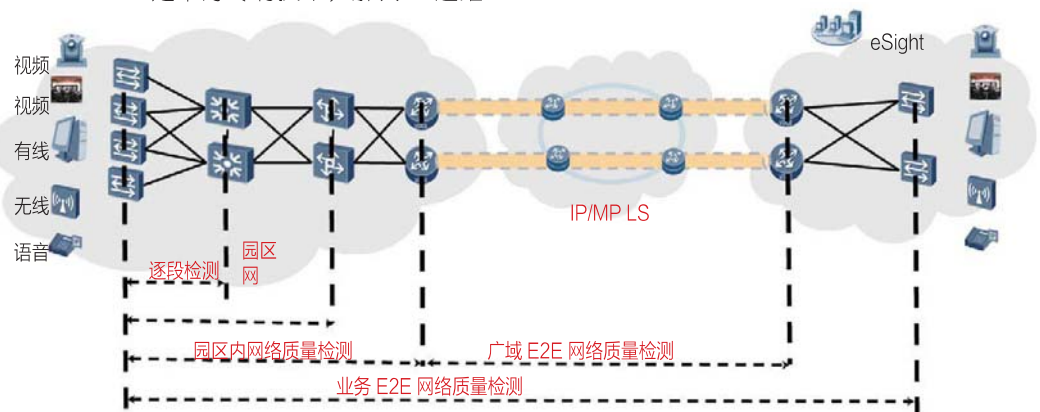 eSight
视频
视频
有线
无线
语音
IP/MP LS
园区
网
逐段检测
园区内网络质量检测
广域 E2E 网络质量检测
业务 E2E 网络质量检测